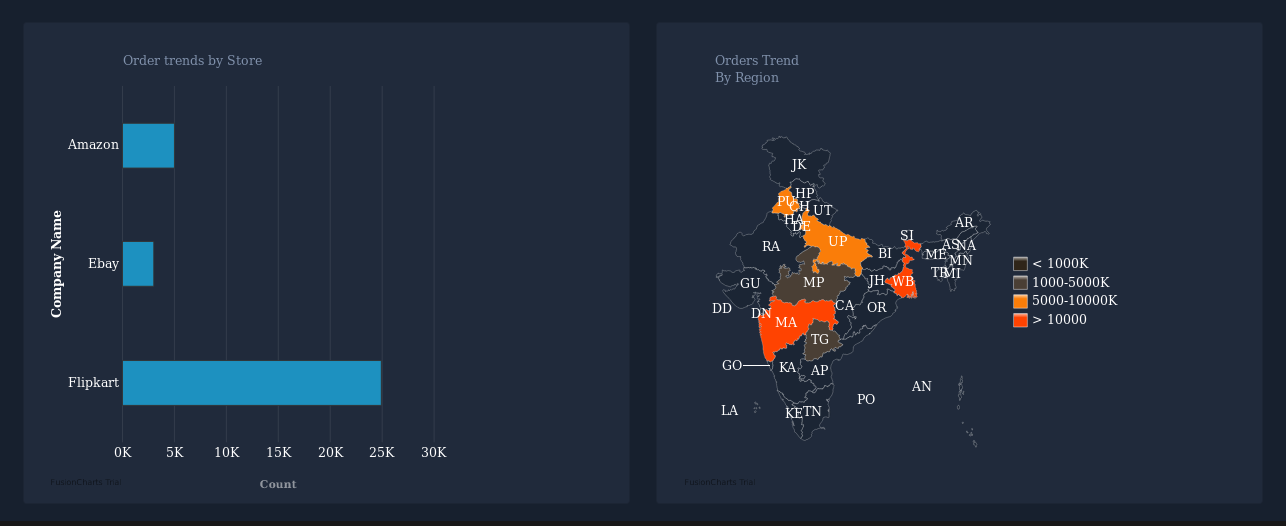 Order trends by Store
Amazon
Ebay
Flipkart
Company Name
0K 5K 10K 15K 20K 25K 30K
Count
FusionCharts Trial
Orders Trend
By Region
JK
HP
PU
CH
UT
HA
DE
RA
UP
BI
SI
AR
AS
NA
ME
MN
TR
MI
GU
MP
JH
WB
DD
DN
MA
CA
OR
TG
GO
KA
AP
AN
PO
LA
KE
TN
< 1000K
1000-5000K
5000-10000K
> 10000
FusionCharts Trial